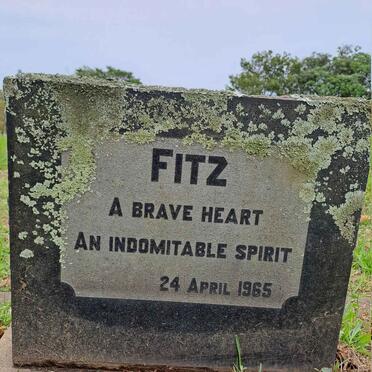 FITZ
A BRAVE HEART
AN INDOMITABLE SPIRIT
24 APRIL 1965